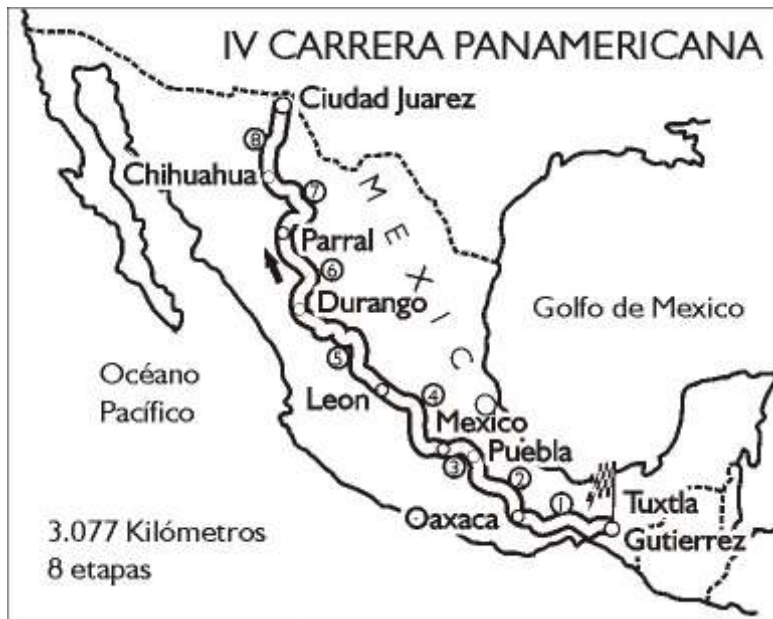 IV CARRERA PANAMERICANA
Ciudad Juarez
8
Chihuahua
7
MEXICO
Parral
6
Durango
Golfo de Mexico
5
Océano
Pacífico
Leon
4
Mexico
Puebla
3
2
1
Tuxtla
Gutierrez
Oaxaca
3.077 Kilómetros
8 etapas